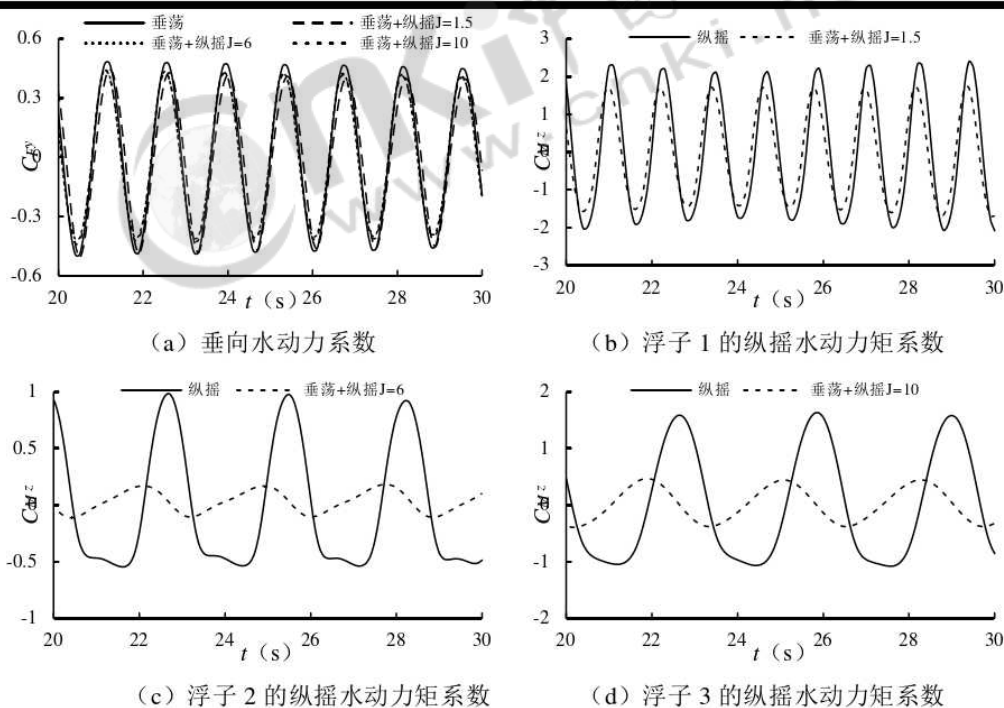 垂荡 垂荡+纵摇J=1.5
垂荡+纵摇J=6 垂荡+纵摇J=10
0.6
0.3
0
-0.3
-0.6
20 22 24 26 28 30
t（s）
（a）垂向水动力系数
纵摇 垂荡+纵摇J=1.5
3
2
1
0
-1
-2
-3
20 22 24 26 28 30
t（s）
（b）浮子 1 的纵摇水动力矩系数
纵摇 垂荡+纵摇J=6
1
0.5
0
-0.5
-1
20 22 24 26 28 30
t（s）
（c）浮子 2 的纵摇水动力矩系数
纵摇 垂荡+纵摇J=10
2
1
0
-1
-2
20 22 24 26 28 30
t（s）
（d）浮子 3 的纵摇水动力矩系数
cnki
www.cnki.n